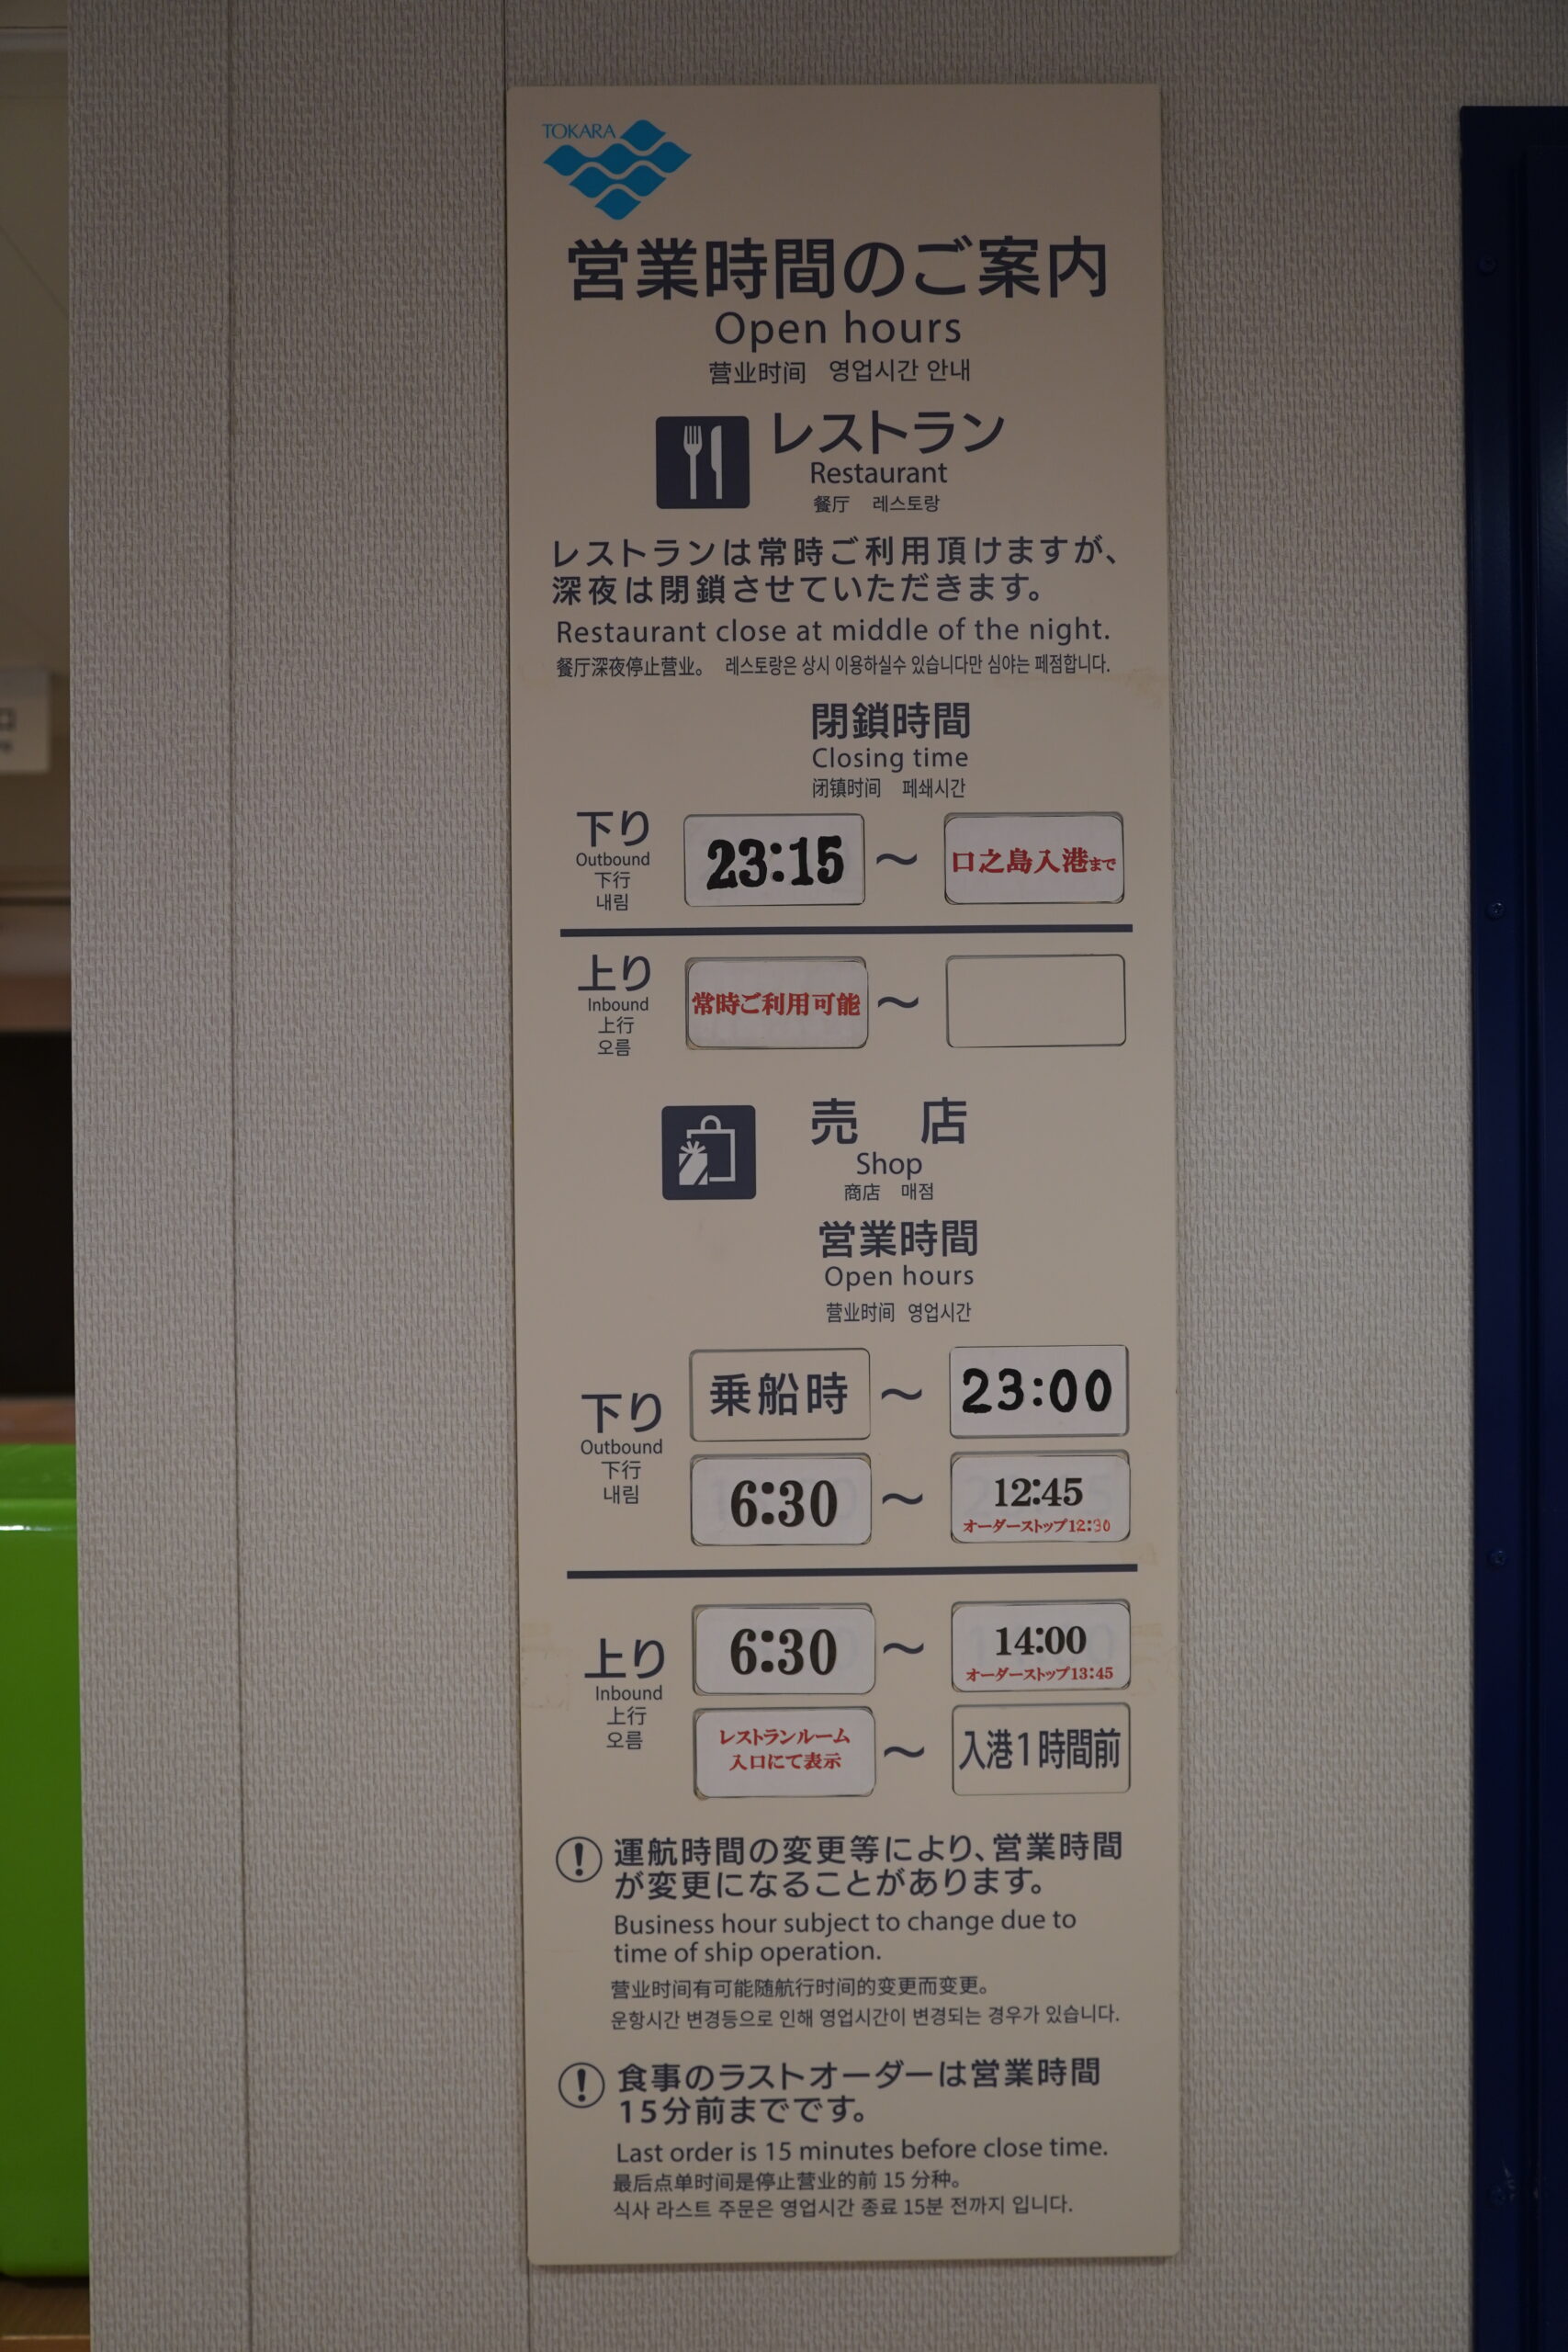 TOKARA
営業時間のご案内
Open hours
营业时间 영업시간 안내
レストラン
Restaurant
餐厅 레스토랑
レストランは常時ご利用頂けますが、
深夜は閉鎖させていただきます。
Restaurant close at middle of the night.
餐厅深夜停止营业。 레스토랑은 상시 이용하실수 있습니다만 심야는 폐점합니다.
閉鎖時間
Closing time
闭镇时间 폐쇄시간
下り
Outbound
下行
내림
23:15 ～ 口之島入港まで
上り
Inbound
上行
오름
常時ご利用可能 ～
売 店
Shop
商店 매점
営業時間
Open hours
营业时间 영업시간
下り
Outbound
下行
내림
乗船時 ～ 23:00
6:30 ～ 12:45
オーダーストップ12:30
上り
Inbound
上行
오름
6:30 ～ 14:00
オーダーストップ13:45
レストランルーム
入口にて表示 ～ 入港1時間前
運航時間の変更等により、営業時間
が変更になることがあります。
Business hour subject to change due to
time of ship operation.
营业时间有可能随航行时间的变更而变更。
운항시간 변경등으로 인해 영업시간이 변경되는 경우가 있습니다.
食事のラストオーダーは営業時間
15分前までです。
Last order is 15 minutes before close time.
最后点单时间是停止营业的前 15 分种。
식사 라스트 주문은 영업시간 종료 15분 전까지 입니다.